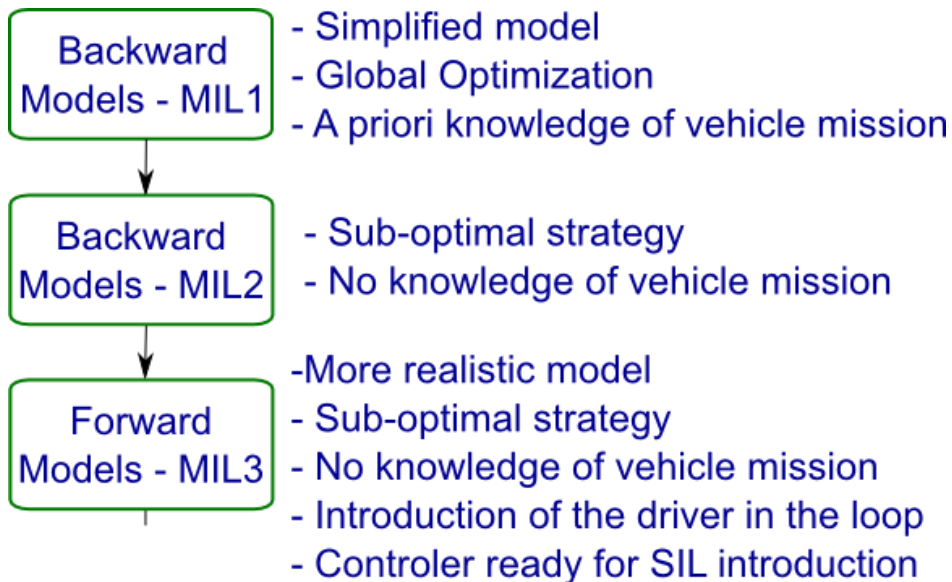 Backward
Models - MIL1
- Simplified model
- Global Optimization
- A priori knowledge of vehicle mission
Backward
Models - MIL2
- Sub-optimal strategy
- No knowledge of vehicle mission
Forward
Models - MIL3
-More realistic model
- Sub-optimal strategy
- No knowledge of vehicle mission
- Introduction of the driver in the loop
- Controler ready for SIL introduction